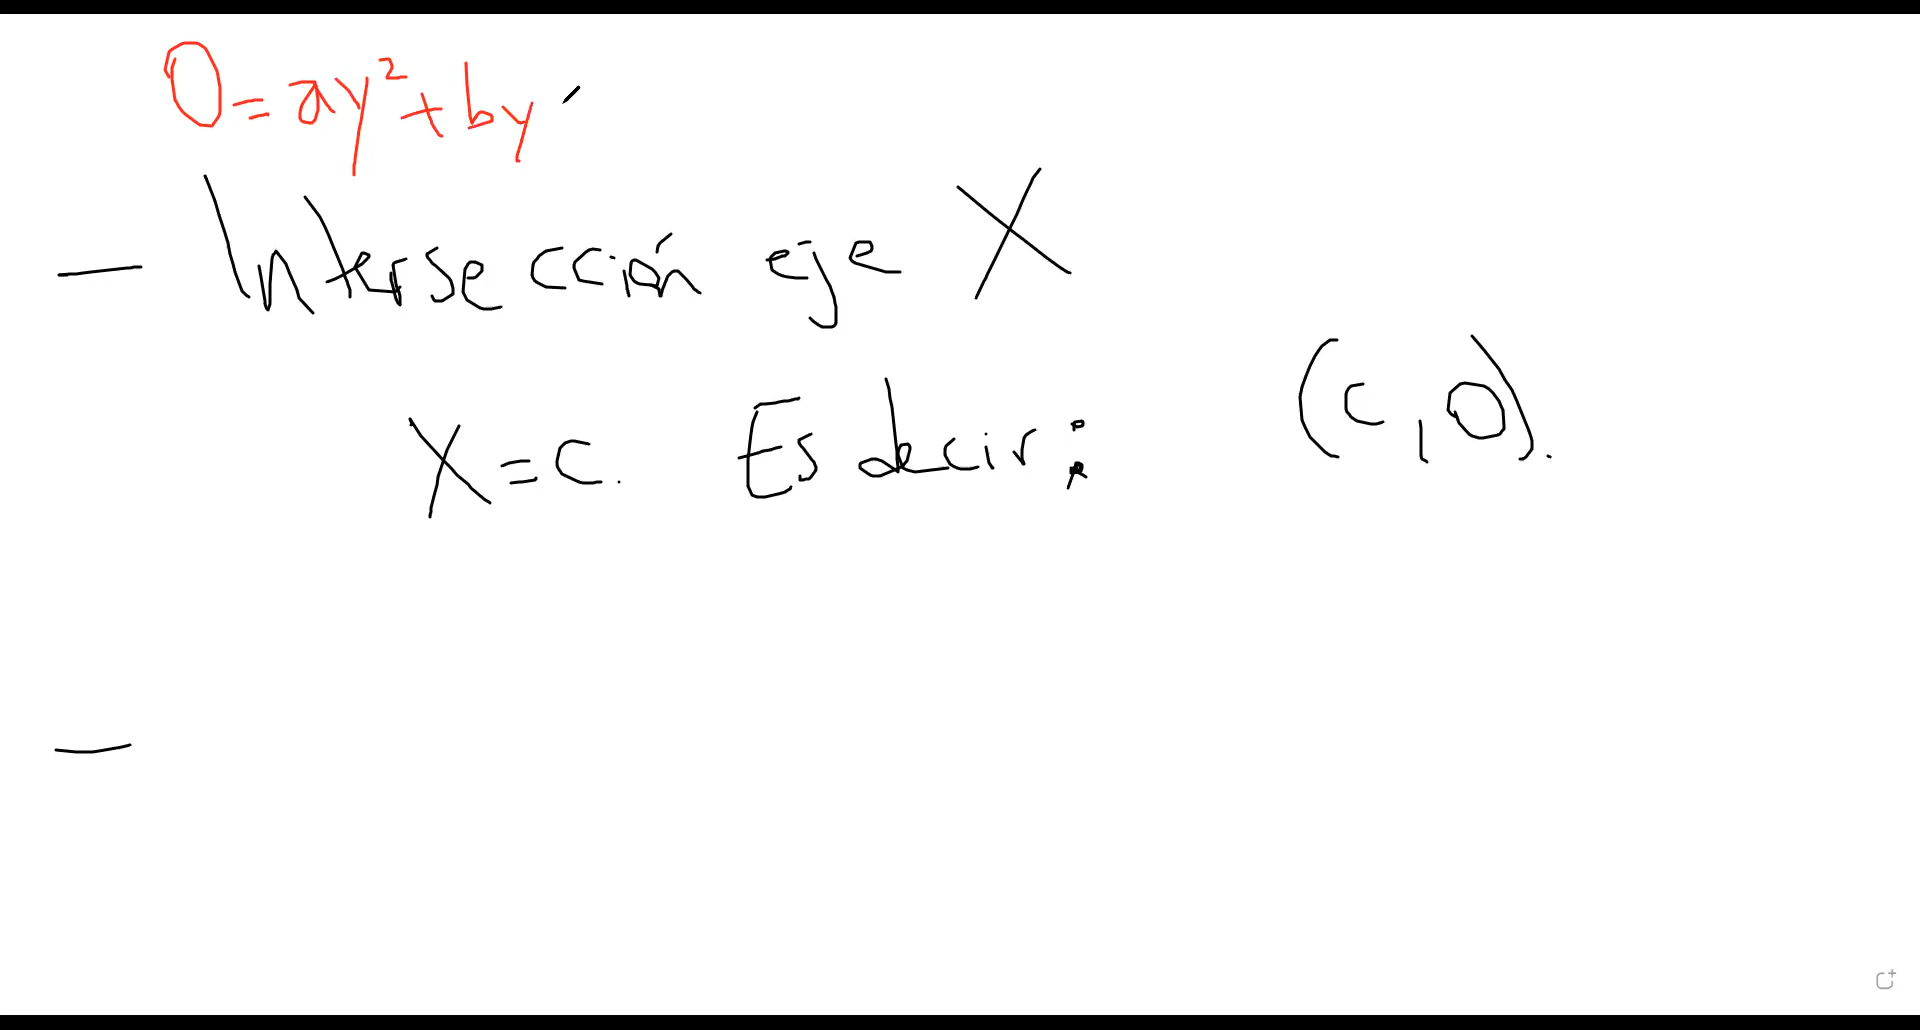 0 = ay² + by
— Intersección eje X
X = c. Es decir: (c, 0).
—